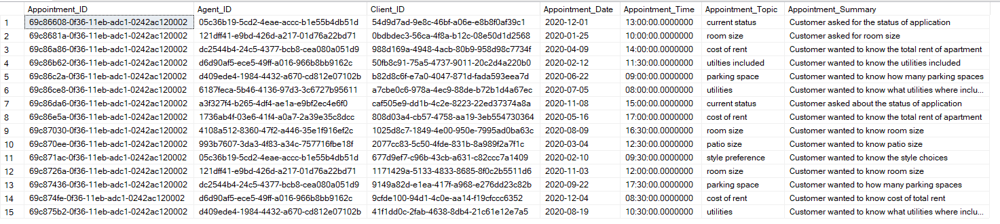 Appointment_ID Agent_ID Client_ID Appointment_Date Appointment_Time Appointment_Topic Appointment_Summary
1 69c86608-0f36-11eb-adc1-0242ac120002 05c36b19-5cd2-4eae-accc-b1e55b4db51d 54d9d7ad-9e8c-46bf-a06e-e8b8f0af39c1 2020-12-01 13:00:00.0000000 current status Customer asked for the status of application
2 69c8681a-0f36-11eb-adc1-0242ac120002 121dff41-e9bd-426d-a217-01d76a22bd71 0bdbdec3-56ca-4f8a-b12c-08e50d1d2568 2020-01-25 10:00:00.0000000 room size Customer asked for room size
3 69c86a86-0f36-11eb-adc1-0242ac120002 dc2544b4-24c5-4377-bcb8-cea080a051d9 988d169a-4948-4acb-80b9-958d98c7734f 2020-04-09 14:00:00.0000000 cost of rent Customer wanted to know the total rent of apartment
4 69c86b62-0f36-11eb-adc1-0242ac120002 d6d90af5-ece5-49ff-a016-966b8bb9162c 50fb8c91-75a5-4737-9011-20c2d4a220b0 2020-02-12 11:30:00.0000000 utilties included Customer wanted to know the utilities included
5 69c86c2a-0f36-11eb-adc1-0242ac120002 d409ede4-1984-4432-a670-cd812e07102b b82d8c6f-e7a0-4047-871d-fada593eea7d 2020-06-22 09:00:00.0000000 parking space Customer wanted to know how many parking spaces
6 69c86ce8-0f36-11eb-adc1-0242ac120002 6187feca-5b46-4136-97d3-3c6727b95611 a7cbe0c6-978a-4ec9-88de-b72b1d4a67ec 2020-07-05 08:00:00.0000000 utilities Customer wanted to know what utilities where inclu...
7 69c86da6-0f36-11eb-adc1-0242ac120002 a3f327f4-b265-4df4-ae1a-e9bf2ec4e6f0 caf505e9-dd1b-4c2e-8223-22ed37374a8a 2020-11-08 15:00:00.0000000 current status Customer asked about the status of application
8 69c86e5a-0f36-11eb-adc1-0242ac120002 1736ab4f-03e6-41f4-a0a7-2a39e35c8dcc 808d03a4-cb57-4758-aa19-3eb554730364 2020-05-16 17:00:00.0000000 cost of rent Customer wanted to know the total rent of apartment
9 69c87030-0f36-11eb-adc1-0242ac120002 4108a512-8360-47f2-a446-35e1f916ef2c 1025d8c7-1849-4e00-950e-7995ad0ba63c 2020-08-09 16:30:00.0000000 room size Customer wanted to know room size
10 69c870ee-0f36-11eb-adc1-0242ac120002 993b7607-3da3-4f83-a34c-757716fbe18f 2077cc83-5c50-4fde-831b-8a989f2a7f1c 2020-03-04 12:30:00.0000000 patio size Customer wanted to know patio size
11 69c871ac-0f36-11eb-adc1-0242ac120002 05c36b19-5cd2-4eae-accc-b1e55b4db51d 677d9ef7-c96b-43cb-a631-c82ccc7a1409 2020-02-10 09:30:00.0000000 style preference Customer wanted to know the style choices
12 69c8726a-0f36-11eb-adc1-0242ac120002 121dff41-e9bd-426d-a217-01d76a22bd71 1171429a-5133-4833-8685-8f0c2b5511d6 2020-11-03 12:00:00.0000000 room size Customer wanted to know room size
13 69c87436-0f36-11eb-adc1-0242ac120002 dc2544b4-24c5-4377-bcb8-cea080a051d9 9149a82d-e1ea-417f-a968-e276dd23c82b 2020-09-22 17:30:00.0000000 parking space Customer wanted to how many parking spaces
14 69c874fe-0f36-11eb-adc1-0242ac120002 d6d90af5-ece5-49ff-a016-966b8bb9162c 9cfde100-94d1-4c0e-aa14-f19cfccc6352 2020-12-04 08:30:00.0000000 cost of rent Customer wanted to know cost of total rent
15 69c875b2-0f36-11eb-adc1-0242ac120002 d409ede4-1984-4432-a670-cd812e07102b 41f1dd0c-2fab-4638-8db4-21c61e12e7a5 2020-08-19 10:30:00.0000000 utilities Customer wanted to know what utilities where inclu...